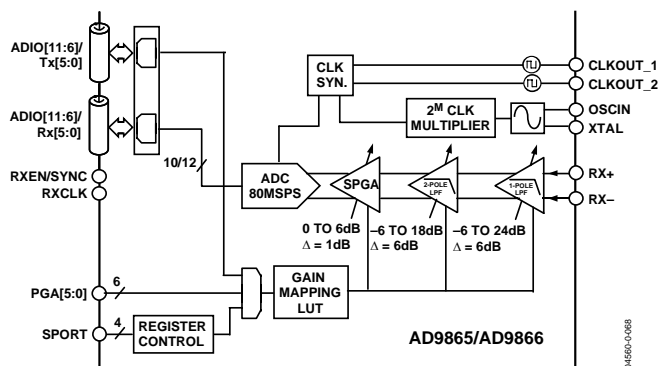 ADIO[11:6]/
Tx[5:0]
ADIO[11:6]/
Rx[5:0]
RXEN/SYNC
RXCLK
PGA[5:0]
6
SPORT
4
REGISTER
CONTROL
10/12
ADC
80MSPS
CLK
SYN.
2M CLK
MULTIPLIER
CLKOUT_1
CLKOUT_2
OSCIN
XTAL
RX+
RX–
SPGA
2-POLE
LPF
1-POLE
LPF
0 TO 6dB
Δ = 1dB
–6 TO 18dB
Δ = 6dB
–6 TO 24dB
Δ = 6dB
GAIN
MAPPING
LUT
AD9865/AD9866
04560-0-068